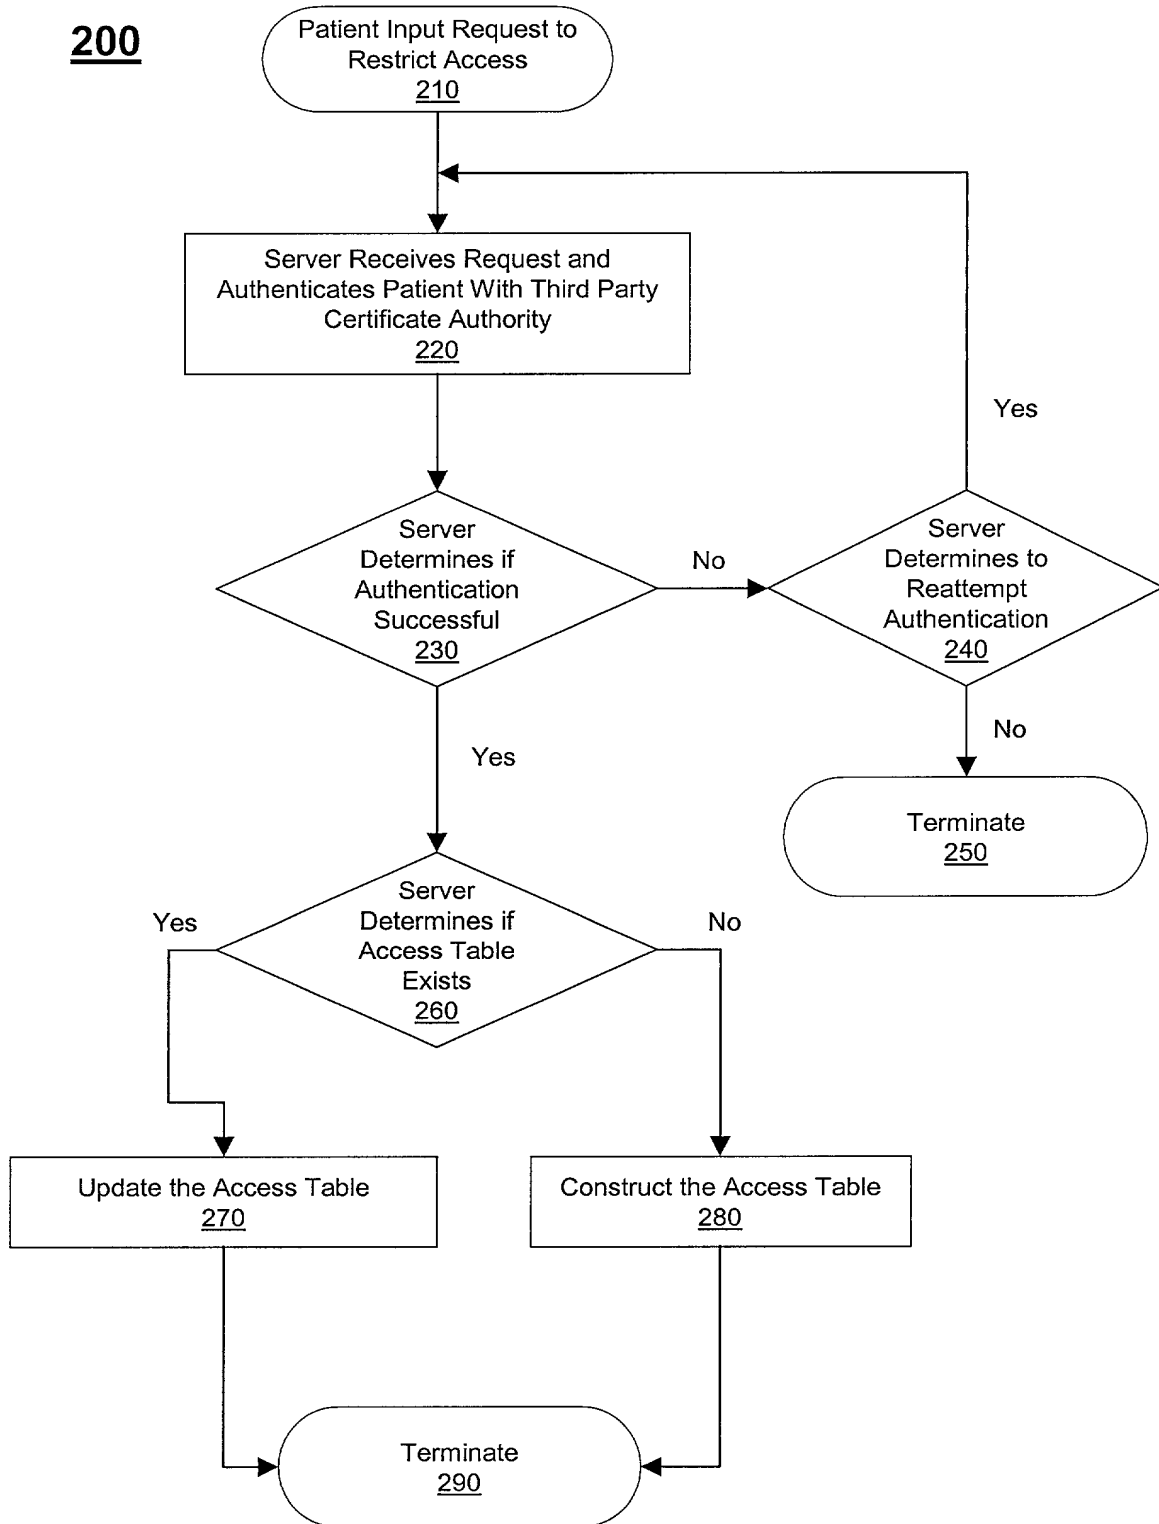 200
Patient Input Request to
Restrict Access
210
Server Receives Request and
Authenticates Patient With Third Party
Certificate Authority
220
Yes
Server
Determines if
Authentication
Successful
230
No
Server
Determines to
Reattempt
Authentication
240
Yes
No
Terminate
250
Server
Determines if
Access Table
Exists
260
Yes
No
Update the Access Table
270
Construct the Access Table
280
Terminate
290